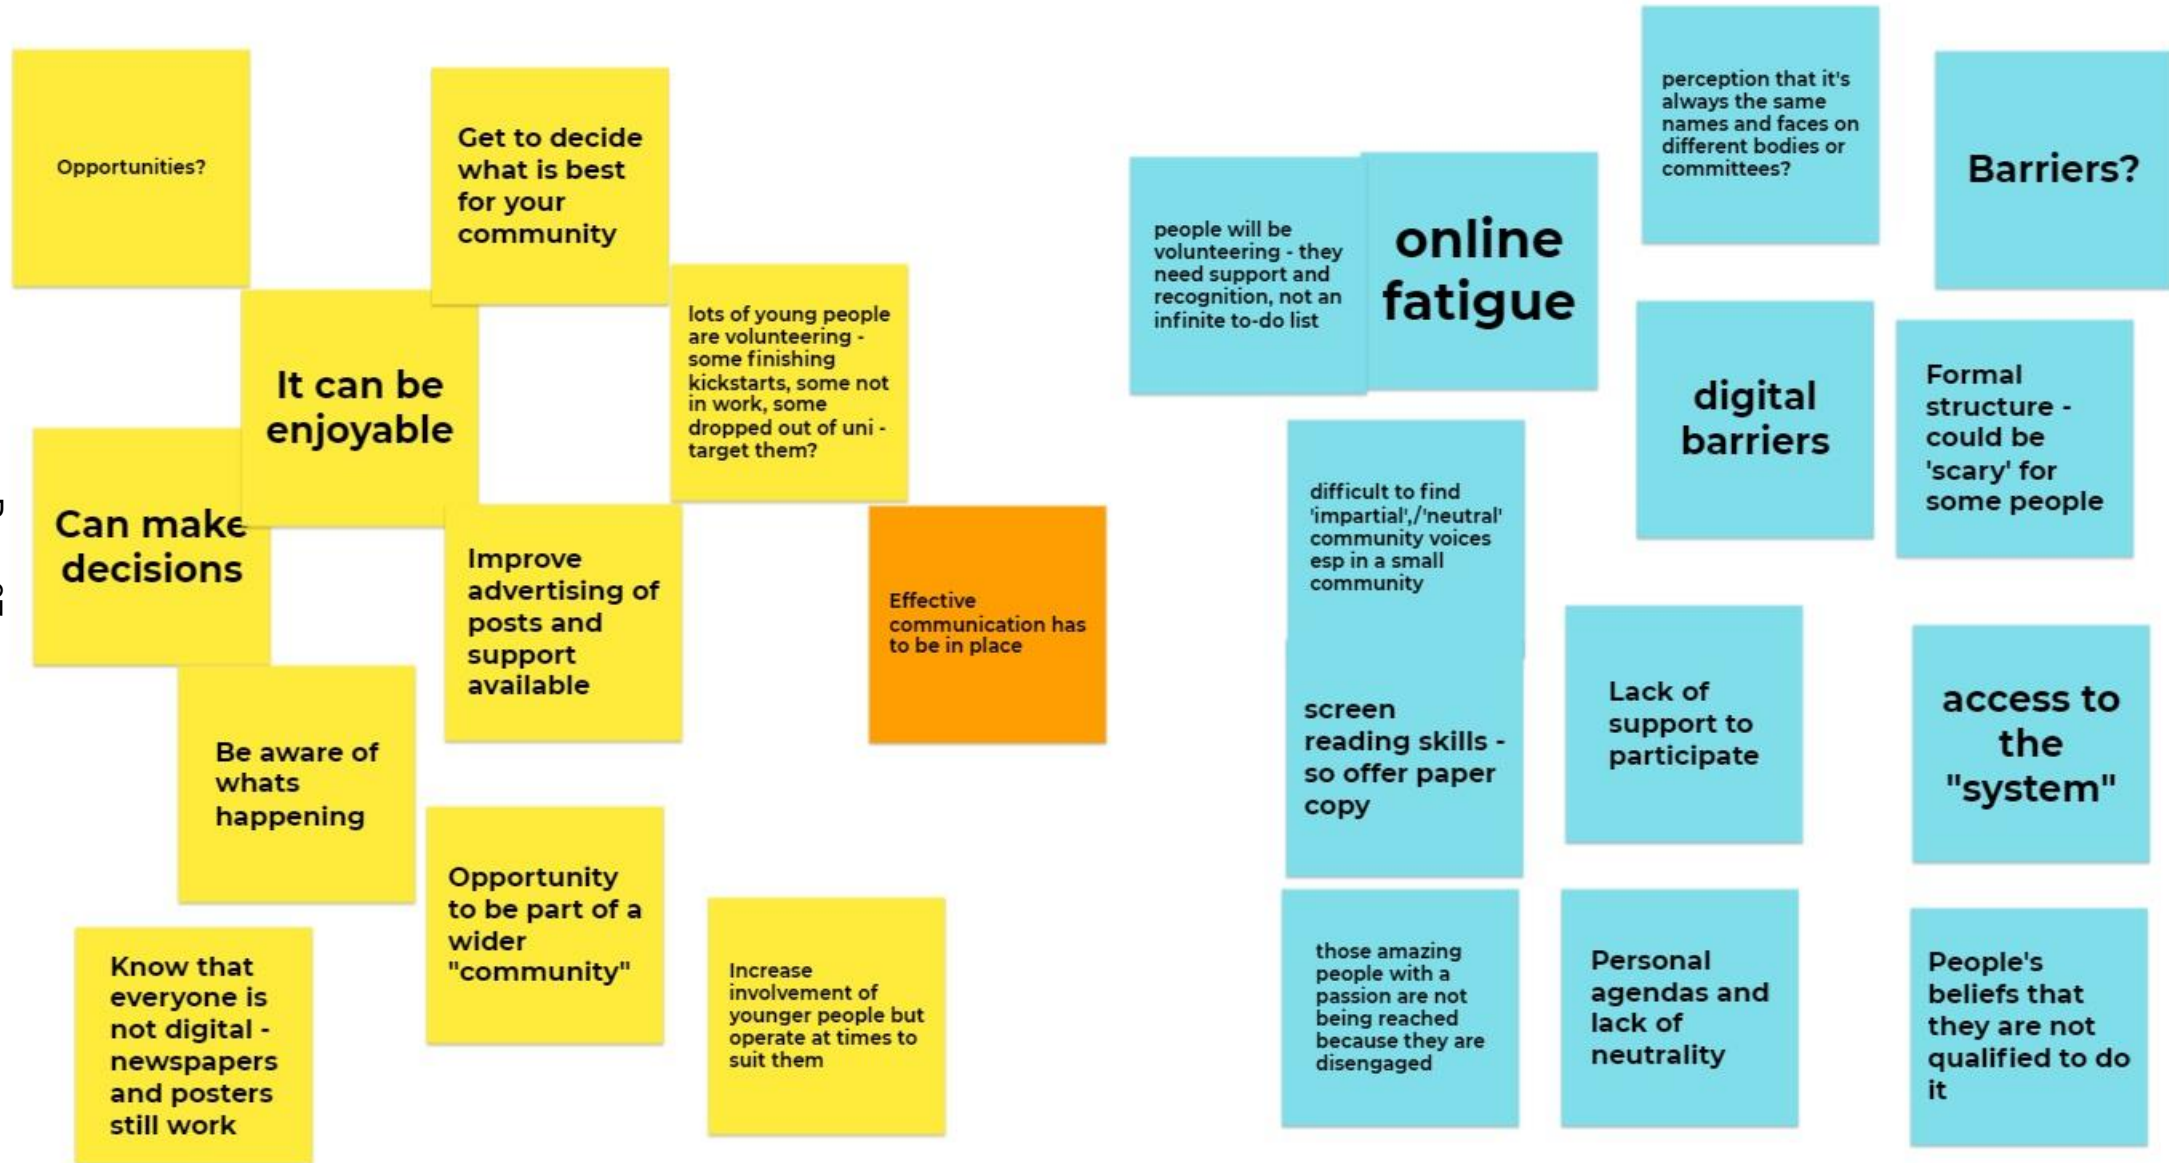 Opportunities?
Get to decide
what is best
for your
community
It can be
enjoyable
lots of young people
are volunteering -
some finishing
kickstarts, some not
in work, some
dropped out of uni -
target them?
Can make
decisions
Improve
advertising of
posts and
support
available
Effective
communication has
to be in place
Be aware of
whats
happening
Opportunity
to be part of a
wider
"community"
Know that
everyone is
not digital -
newspapers
and posters
still work
Increase
involvement of
younger people but
operate at times to
suit them
Barriers?
perception that it's
always the same
names and faces on
different bodies or
committees?
people will be
volunteering - they
need support and
recognition, not an
infinite to-do list
online
fatigue
digital
barriers
Formal
structure -
could be
'scary' for
some people
difficult to find
'impartial',/'neutral'
community voices
esp in a small
community
screen
reading skills -
so offer paper
copy
Lack of
support to
participate
access to
the
"system"
those amazing
people with a
passion are not
being reached
because they are
disengaged
Personal
agendas and
lack of
neutrality
People's
beliefs that
they are not
qualified to do
it